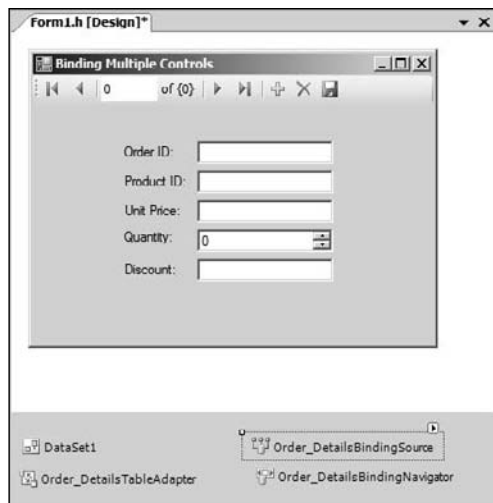 Form1.h [Design]*
Binding Multiple Controls
0 of {0}
Order ID:
Product ID:
Unit Price:
Quantity: 0
Discount:
DataSet1 Order_DetailsBindingSource
Order_DetailsTableAdapter Order_DetailsBindingNavigator